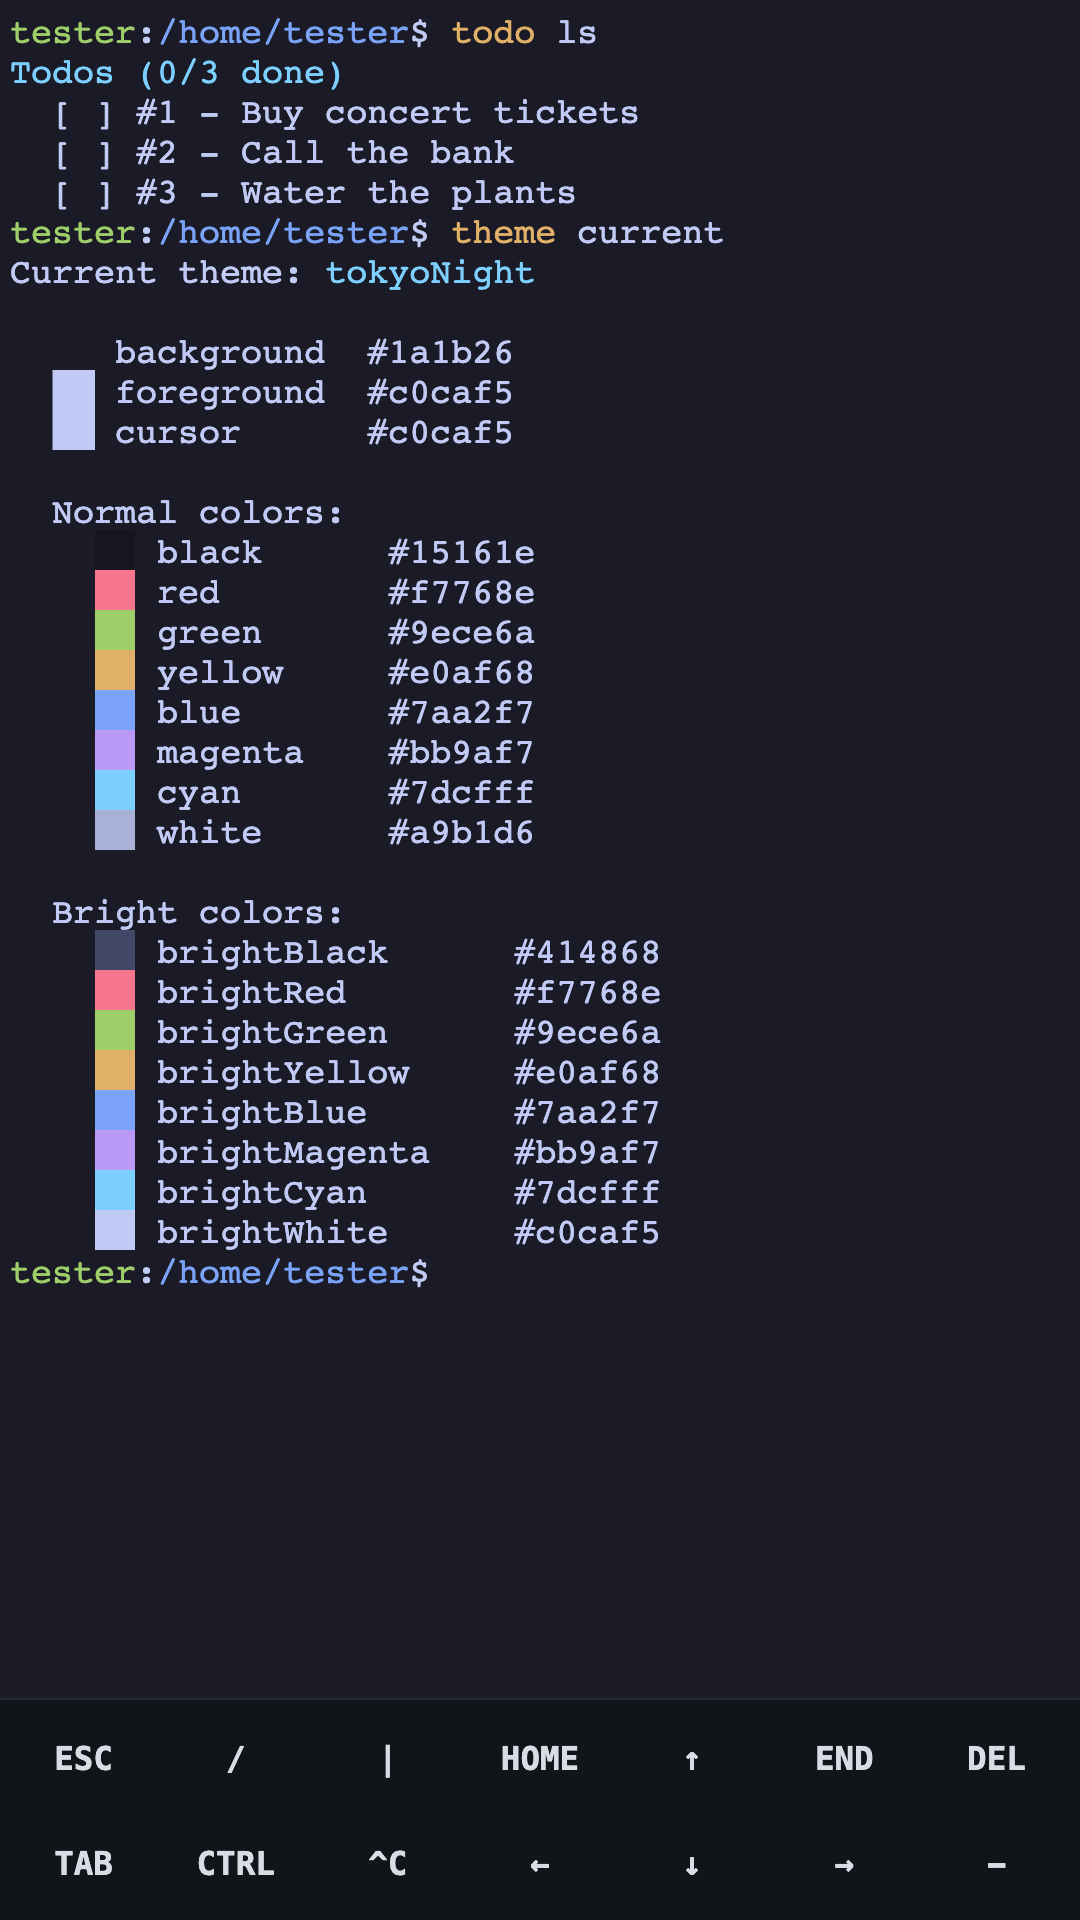 tester:/home/tester$ todo ls
Todos (0/3 done)
[ ] #1 - Buy concert tickets
[ ] #2 - Call the bank
[ ] #3 - Water the plants
tester:/home/tester$ theme current
Current theme: tokyoNight
background #1a1b26
foreground #c0caf5
cursor #c0caf5
Normal colors:
black #15161e
red #f7768e
green #9ece6a
yellow #e0af68
blue #7aa2f7
magenta #bb9af7
cyan #7dcfff
white #a9b1d6
Bright colors:
brightBlack #414868
brightRed #f7768e
brightGreen #9ece6a
brightYellow #e0af68
brightBlue #7aa2f7
brightMagenta #bb9af7
brightCyan #7dcfff
brightWhite #c0caf5
tester:/home/tester$
ESC / | HOME ↑ END DEL
TAB CTRL ^C ← ↓ → −